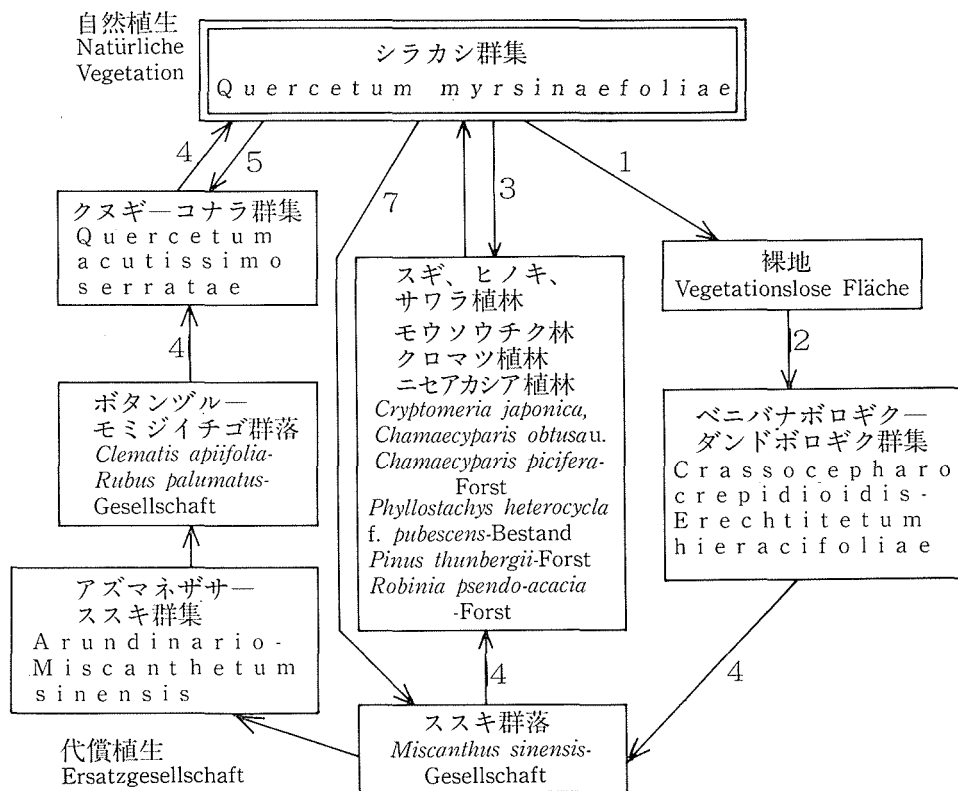 自然植生
Natürliche
Vegetation
シラカシ群集
Quercetum myrsinaefoliae
4
5
7
3
1
クヌギーコナラ群集
Quercetum
acutissimo
serratae
スギ、ヒノキ、
サワラ植林
モウソウチク林
クロマツ植林
ニセアカシア植林
Cryptomeria japonica,
Chamaecyparis obtusa u.
Chamaecyparis picifera-
Forst
Phyllostachys heterocycla
f. pubescens-Bestand
Pinus thunbergii-Forst
Robinia psendo-acacia
-Forst
裸地
Vegetationslose Fläche
2
4
ボタンヅルー
モミジイチゴ群落
Clematis apiifolia-
Rubus palumatus-
Gesellschaft
ベニバナボロギクー
ダンドボロギク群集
Crassocepharo
crepidioidis-
Erechtitetum
hieracifoliae
アズマネザサー
ススキ群集
Arundinario-
Miscanthetum
sinensis
4
4
ススキ群落
Miscanthus sinensis-
Gesellschaft
代償植生
Ersatzgesellschaft